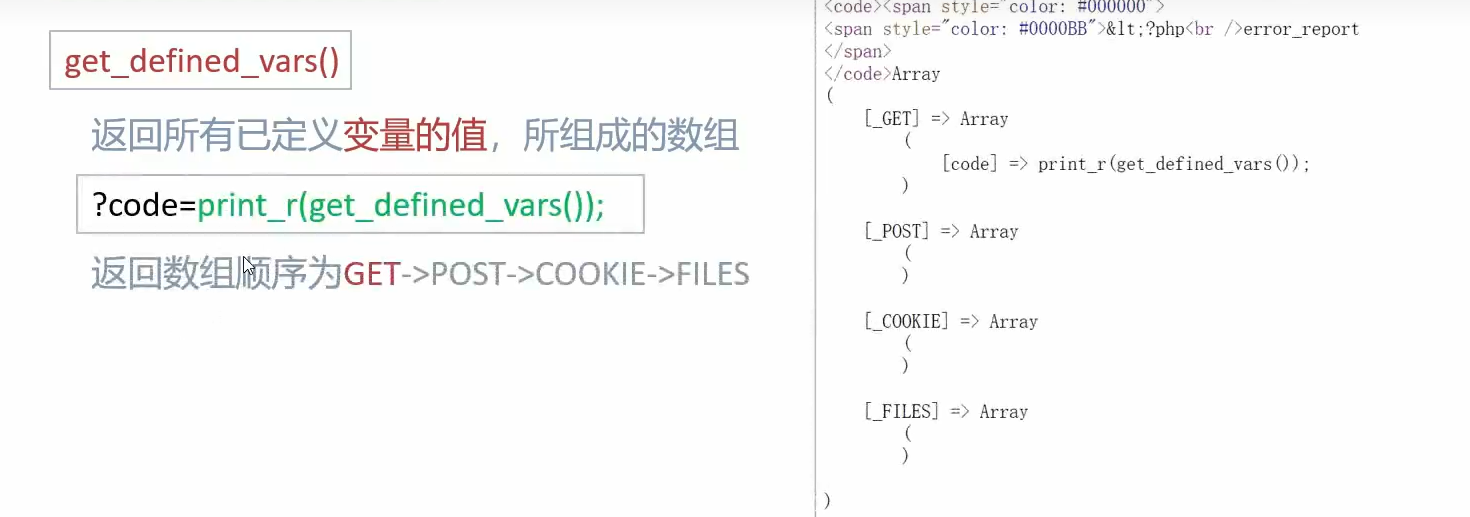 get_defined_vars()
返回所有已定义变量的值，所组成的数组
?code=print_r(get_defined_vars());
返回数组顺序为GET->POST->COOKIE->FILES
<code><span style="color: #000000">
<span style="color: #0000BB">&lt;?php<br />error_report
</span>
</code>Array
(
[_GET] => Array
(
[code] => print_r(get_defined_vars());
)
[_POST] => Array
(
)
[_COOKIE] => Array
(
)
[_FILES] => Array
(
)
)